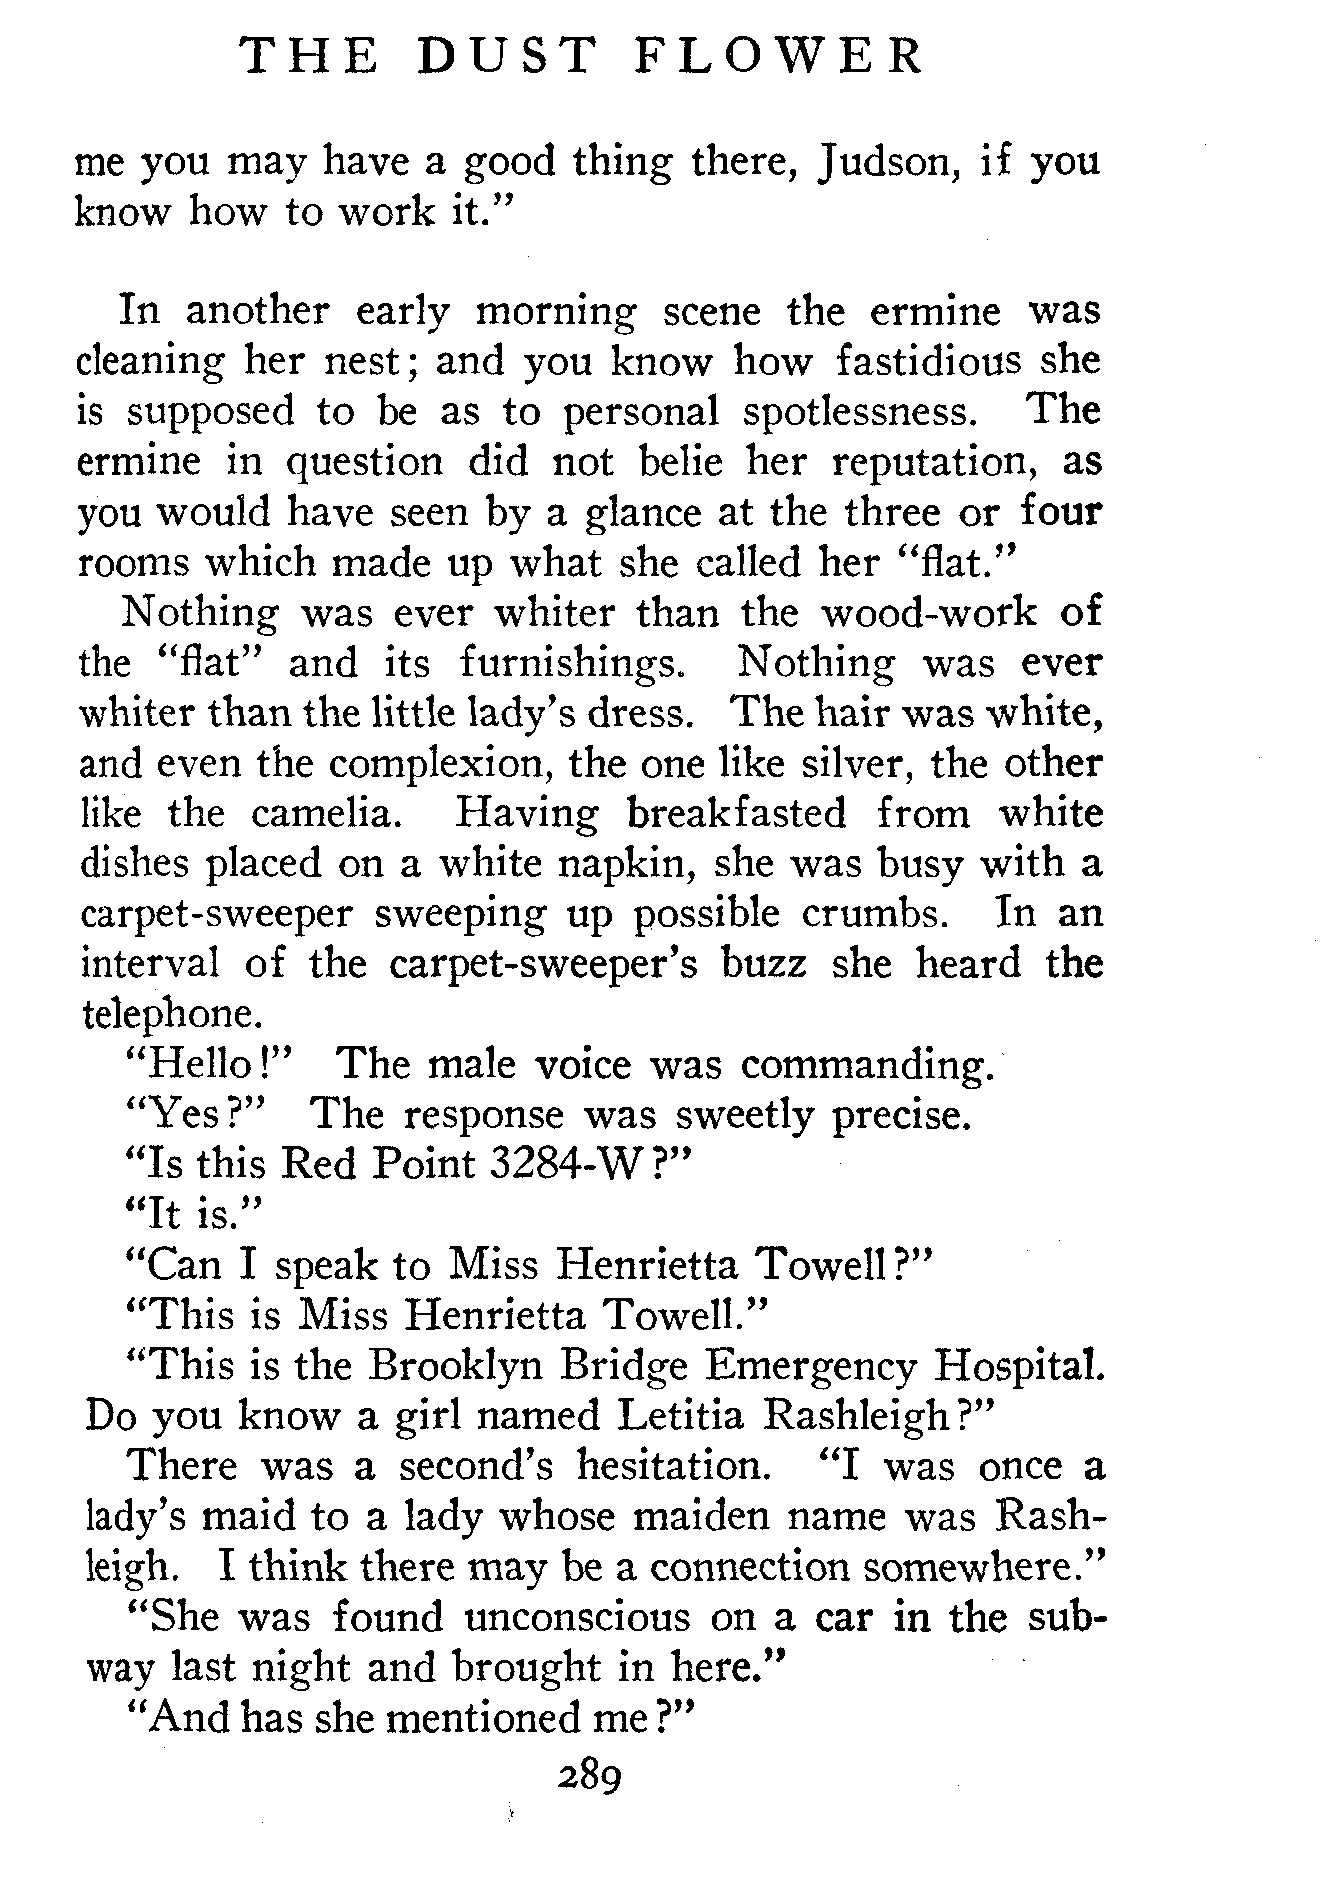 THE DUST FLOWER
me you may have a good thing there, Judson, if you
know how to work it."
In another early morning scene the ermine was
cleaning her nest; and you know how fastidious she
is supposed to be as to personal spotlessness. The
ermine in question did not belie her reputation, as
you would have seen by a glance at the three or four
rooms which made up what she called her "flat."
Nothing was ever whiter than the wood-work of
the "flat" and its furnishings. Nothing was ever
whiter than the little lady's dress. The hair was white,
and even the complexion, the one like silver, the other
like the camelia. Having breakfasted from white
dishes placed on a white napkin, she was busy with a
carpet-sweeper sweeping up possible crumbs. In an
interval of the carpet-sweeper's buzz she heard the
telephone.
"Hello!" The male voice was commanding.
"Yes?" The response was sweetly precise.
"Is this Red Point 3284-W?"
"It is."
"Can I speak to Miss Henrietta Towell?"
"This is Miss Henrietta Towell."
"This is the Brooklyn Bridge Emergency Hospital.
Do you know a girl named Letitia Rashleigh?"
There was a second's hesitation. "I was once a
lady's maid to a lady whose maiden name was Rash-
leigh. I think there may be a connection somewhere."
"She was found unconscious on a car in the sub-
way last night and brought in here."
"And has she mentioned me?"
289